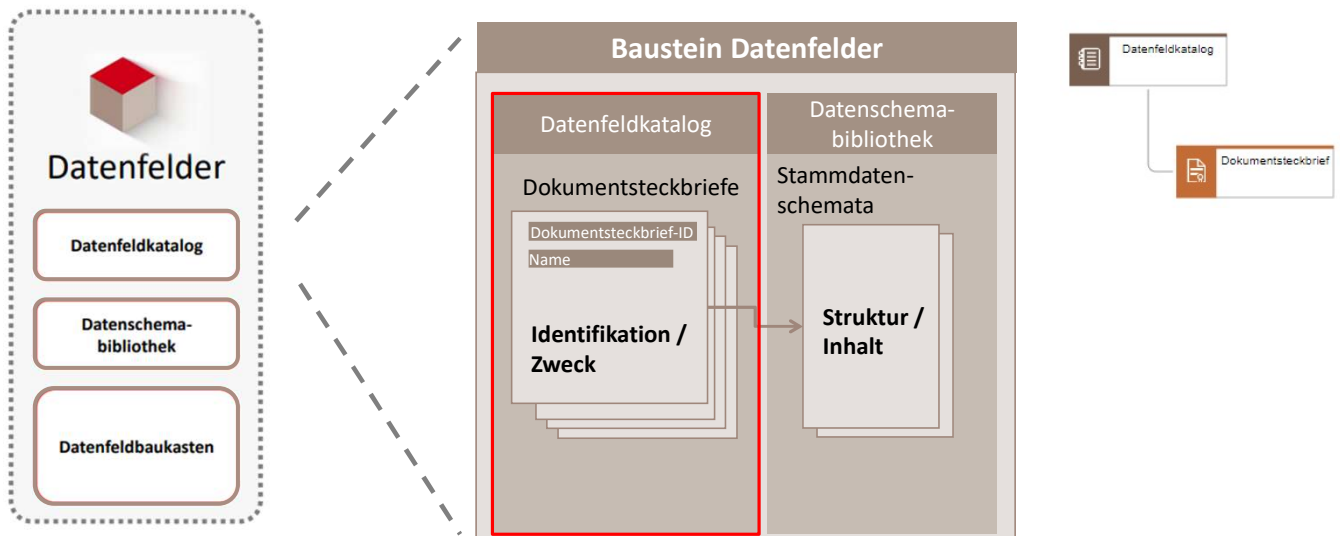 Datenfelder
Datenfeldkatalog
Datenschema-
bibliothek
Datenfeldbaukasten
Baustein Datenfelder
Datenfeldkatalog
Dokumentsteckbriefe
Dokumentsteckbrief-ID
Name
Identifikation /
Zweck
Datenschema-
bibliothek
Stammdaten-
schemata
Struktur /
Inhalt
Datenfeldkatalog
Dokumentsteckbrief